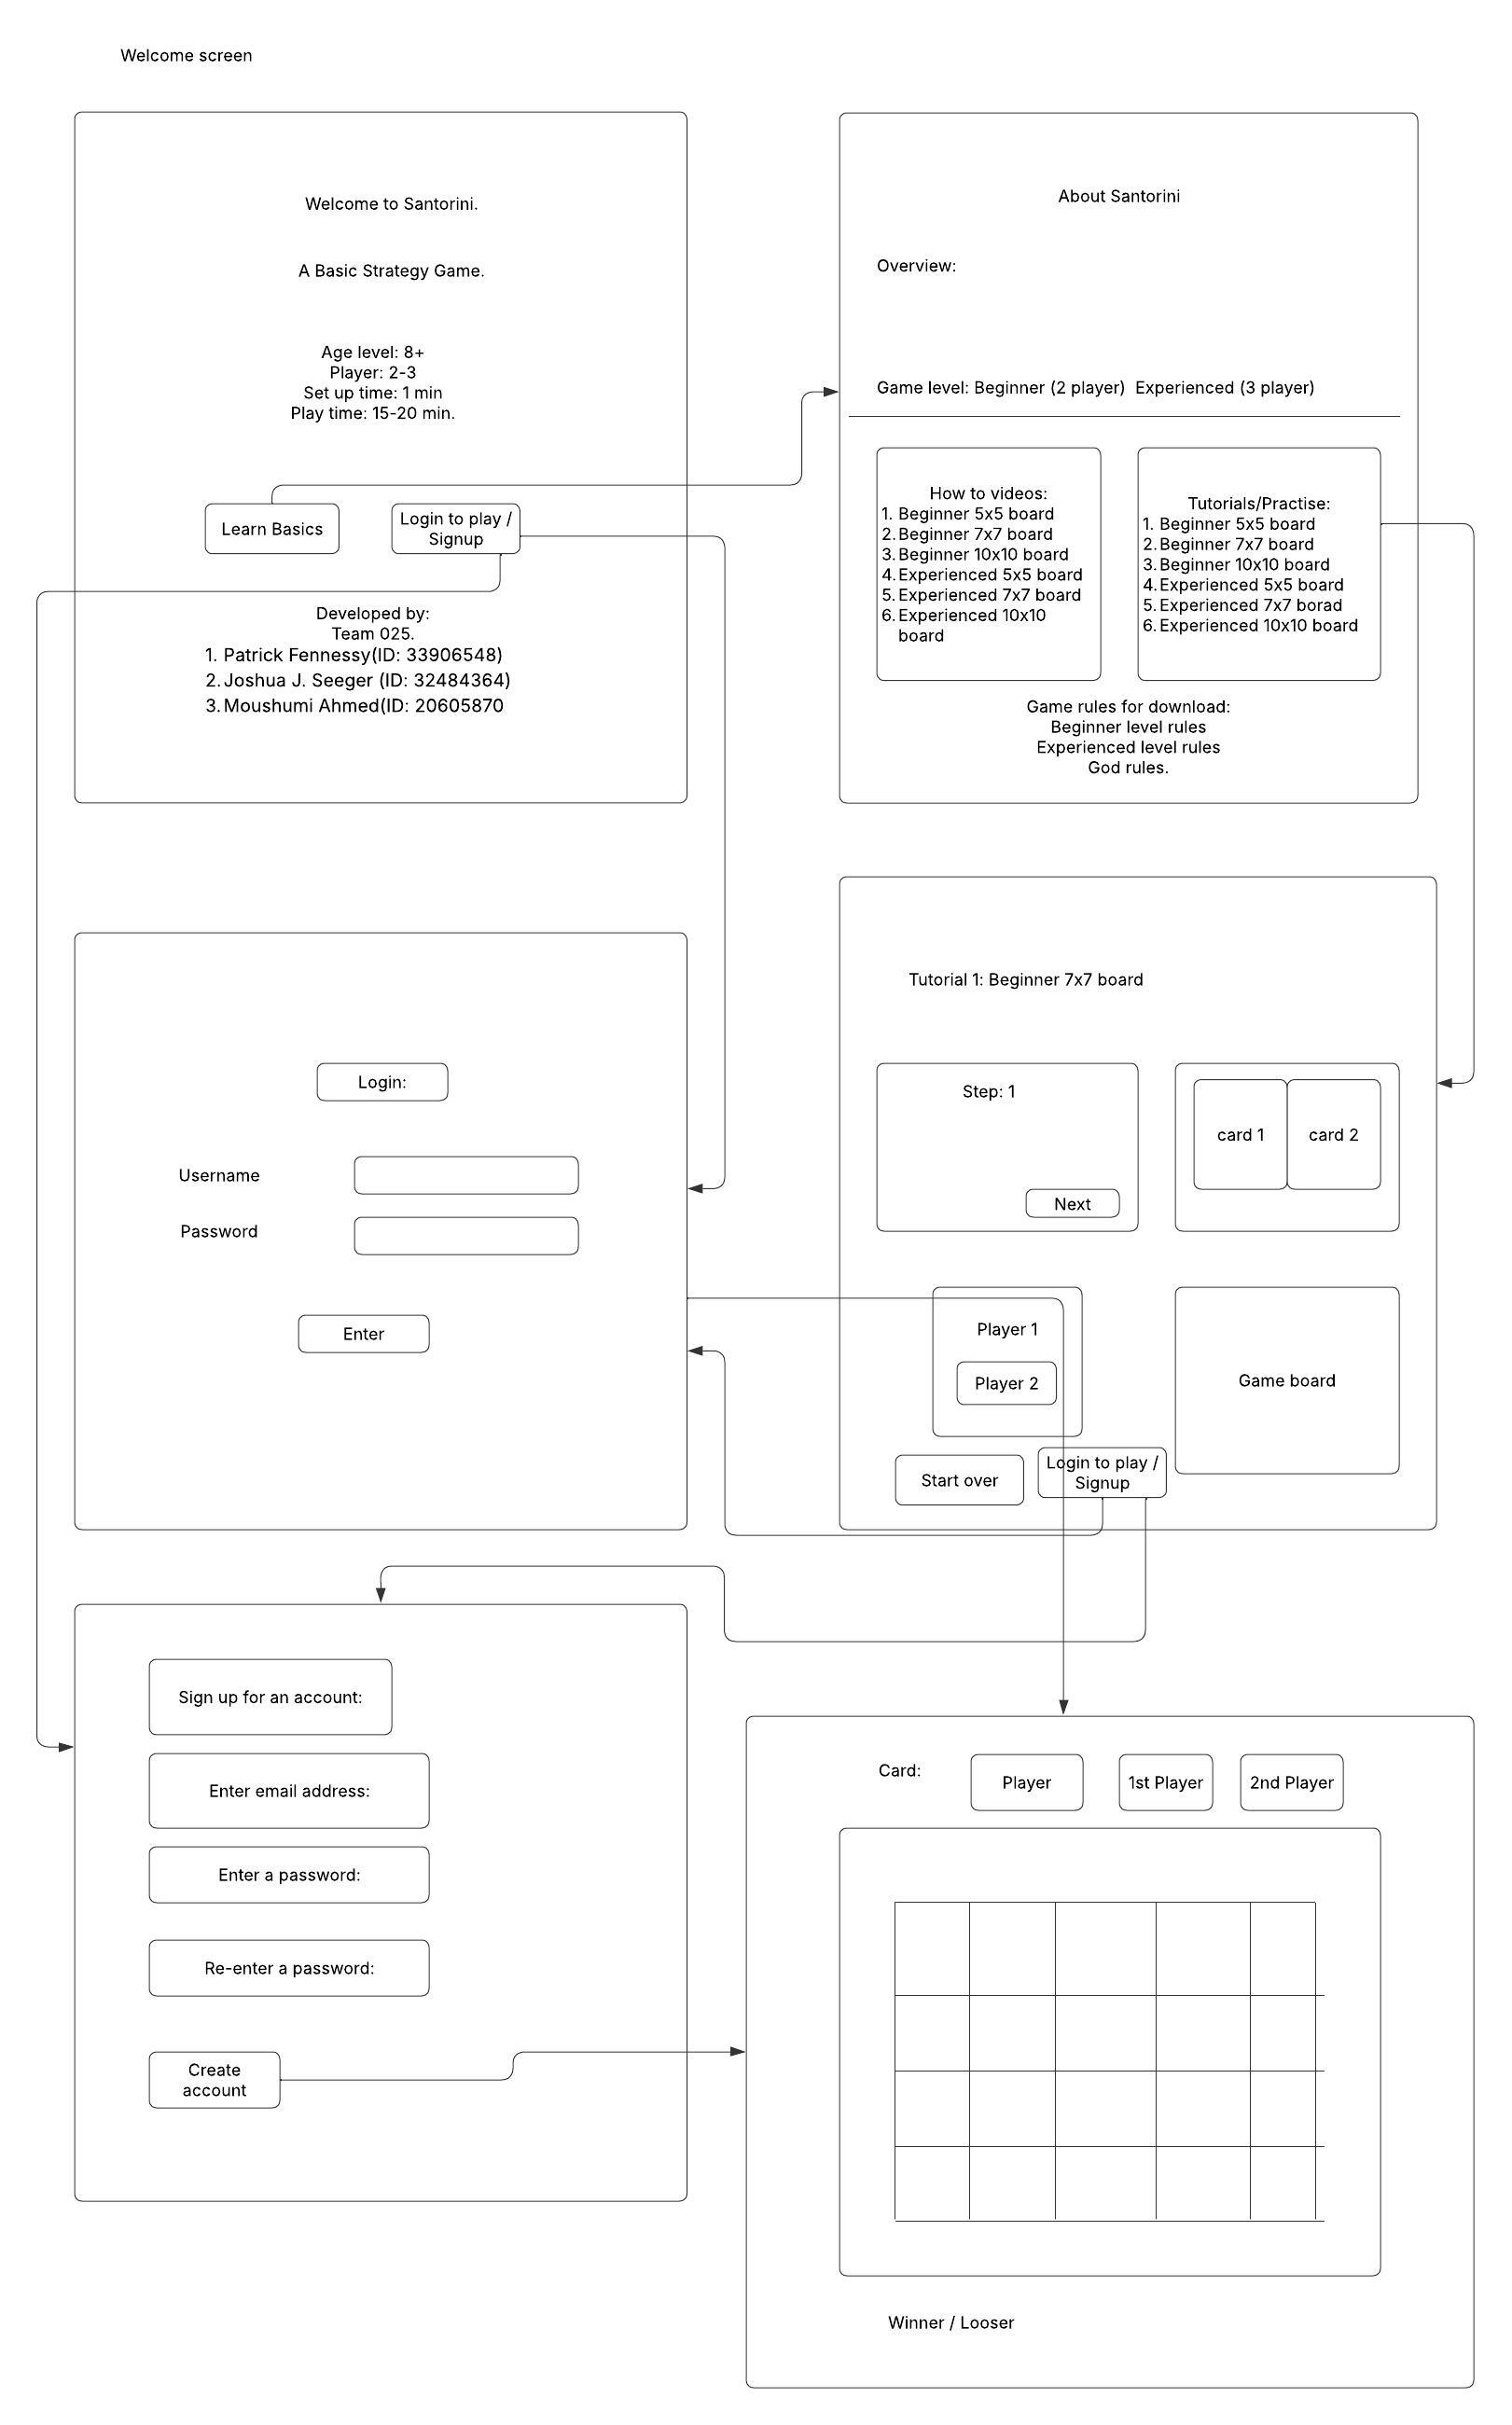 Welcome screen
Welcome to Santorini.
A Basic Strategy Game.
Age level: 8+
Player: 2-3
Set up time: 1 min
Play time: 15-20 min.
Learn Basics
Login to play /
Signup
Developed by:
Team 025.
1. Patrick Fennessy(ID: 33906548)
2. Joshua J. Seeger (ID: 32484364)
3. Moushumi Ahmed(ID: 20605870
About Santorini
Overview:
Game level: Beginner (2 player)  Experienced (3 player)
How to videos:
1. Beginner 5x5 board
2. Beginner 7x7 board
3. Beginner 10x10 board
4. Experienced 5x5 board
5. Experienced 7x7 board
6. Experienced 10x10
board
Tutorials/Practise:
1. Beginner 5x5 board
2. Beginner 7x7 board
3. Beginner 10x10 board
4. Experienced 5x5 board
5. Experienced 7x7 borad
6. Experienced 10x10 board
Game rules for download:
Beginner level rules
Experienced level rules
God rules.
Login:
Username
Password
Enter
Tutorial 1: Beginner 7x7 board
Step: 1
Next
card 1
card 2
Player 1
Player 2
Game board
Start over
Login to play /
Signup
Sign up for an account:
Enter email address:
Enter a password:
Re-enter a password:
Create
account
Card:
Player
1st Player
2nd Player
Winner / Looser